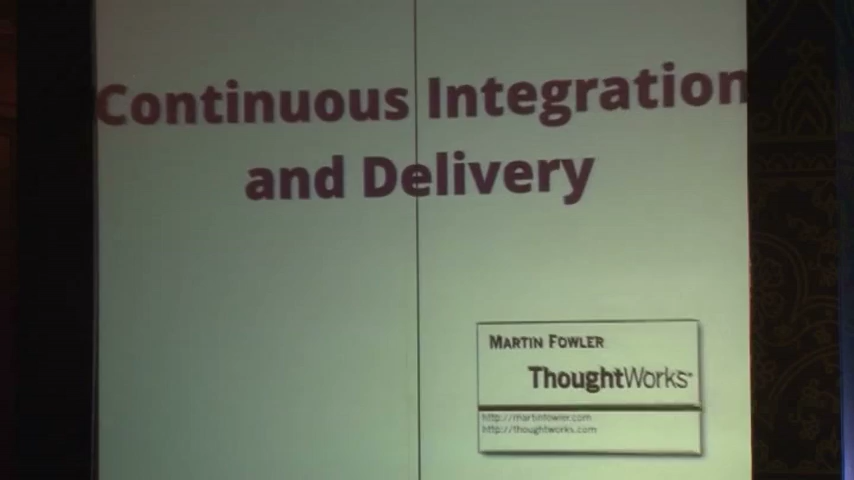 Continuous Integration
and Delivery
MARTIN FOWLER
ThoughtWorks®
http://martinfowler.com
http://thoughtworks.com